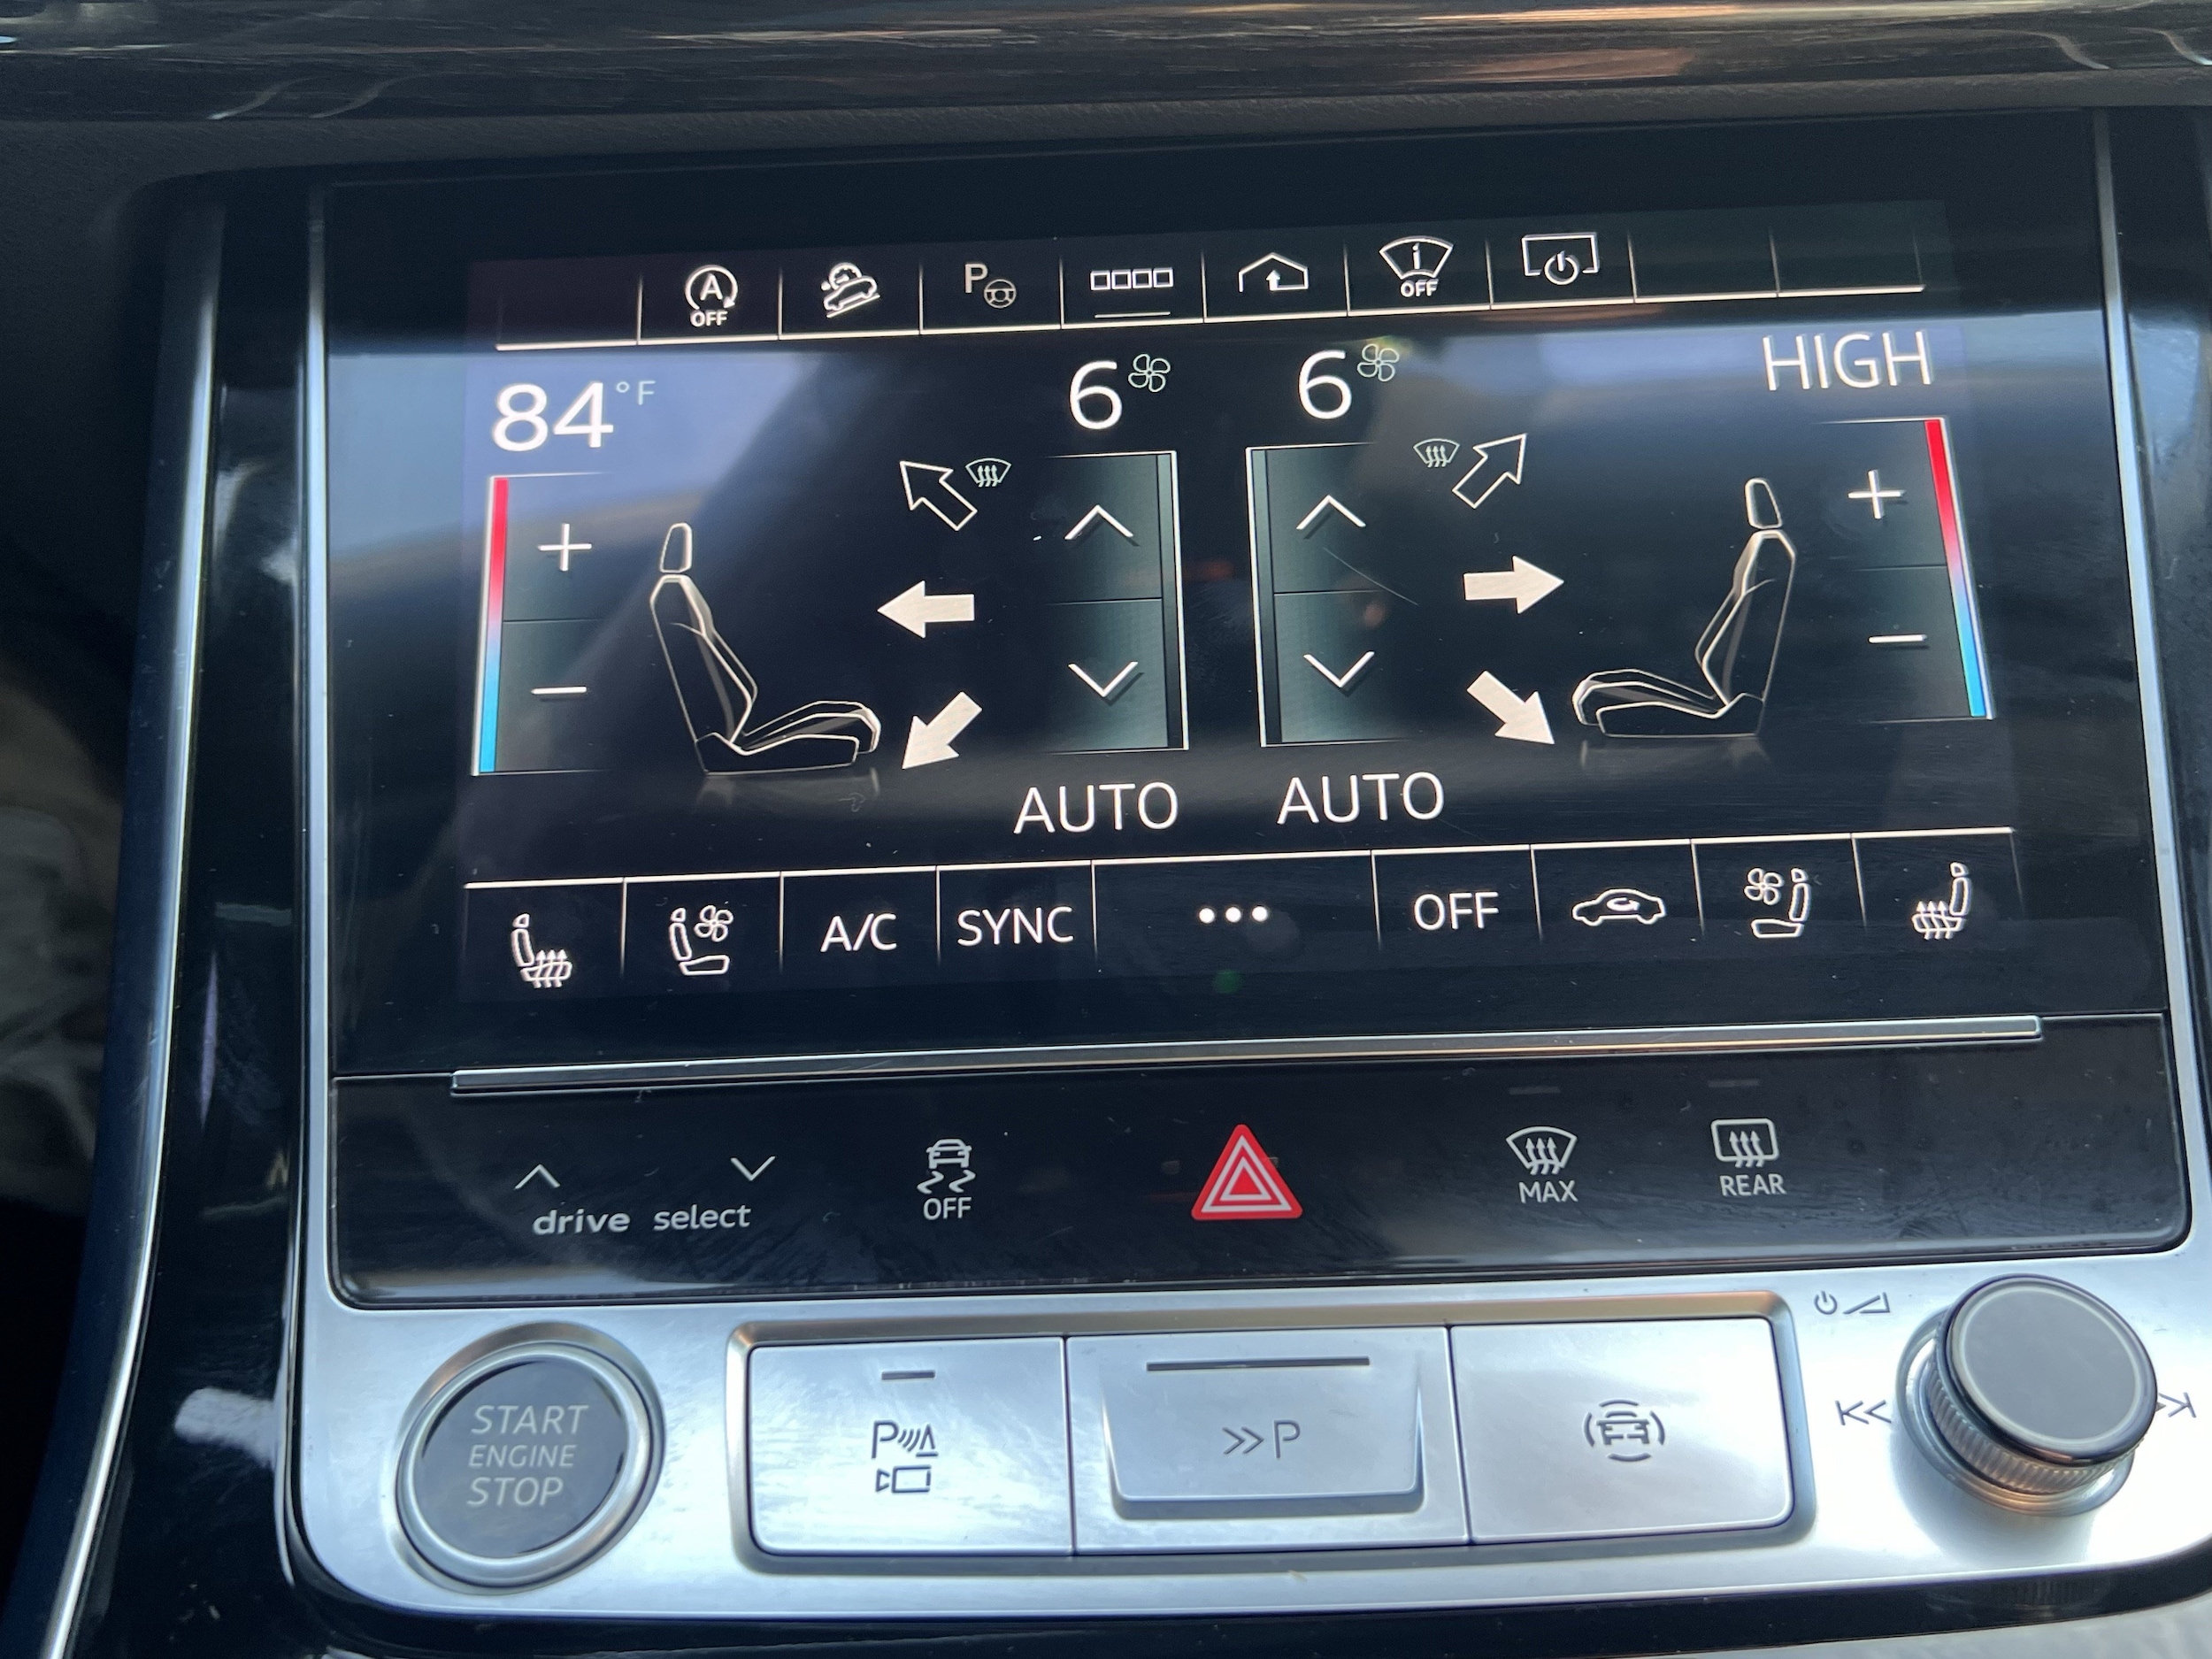 A
OFF
P
i
OFF
84 °F
6
6
HIGH
AUTO
AUTO
A/C
SYNC
OFF
drive select
OFF
MAX
REAR
START
ENGINE
STOP
P
P